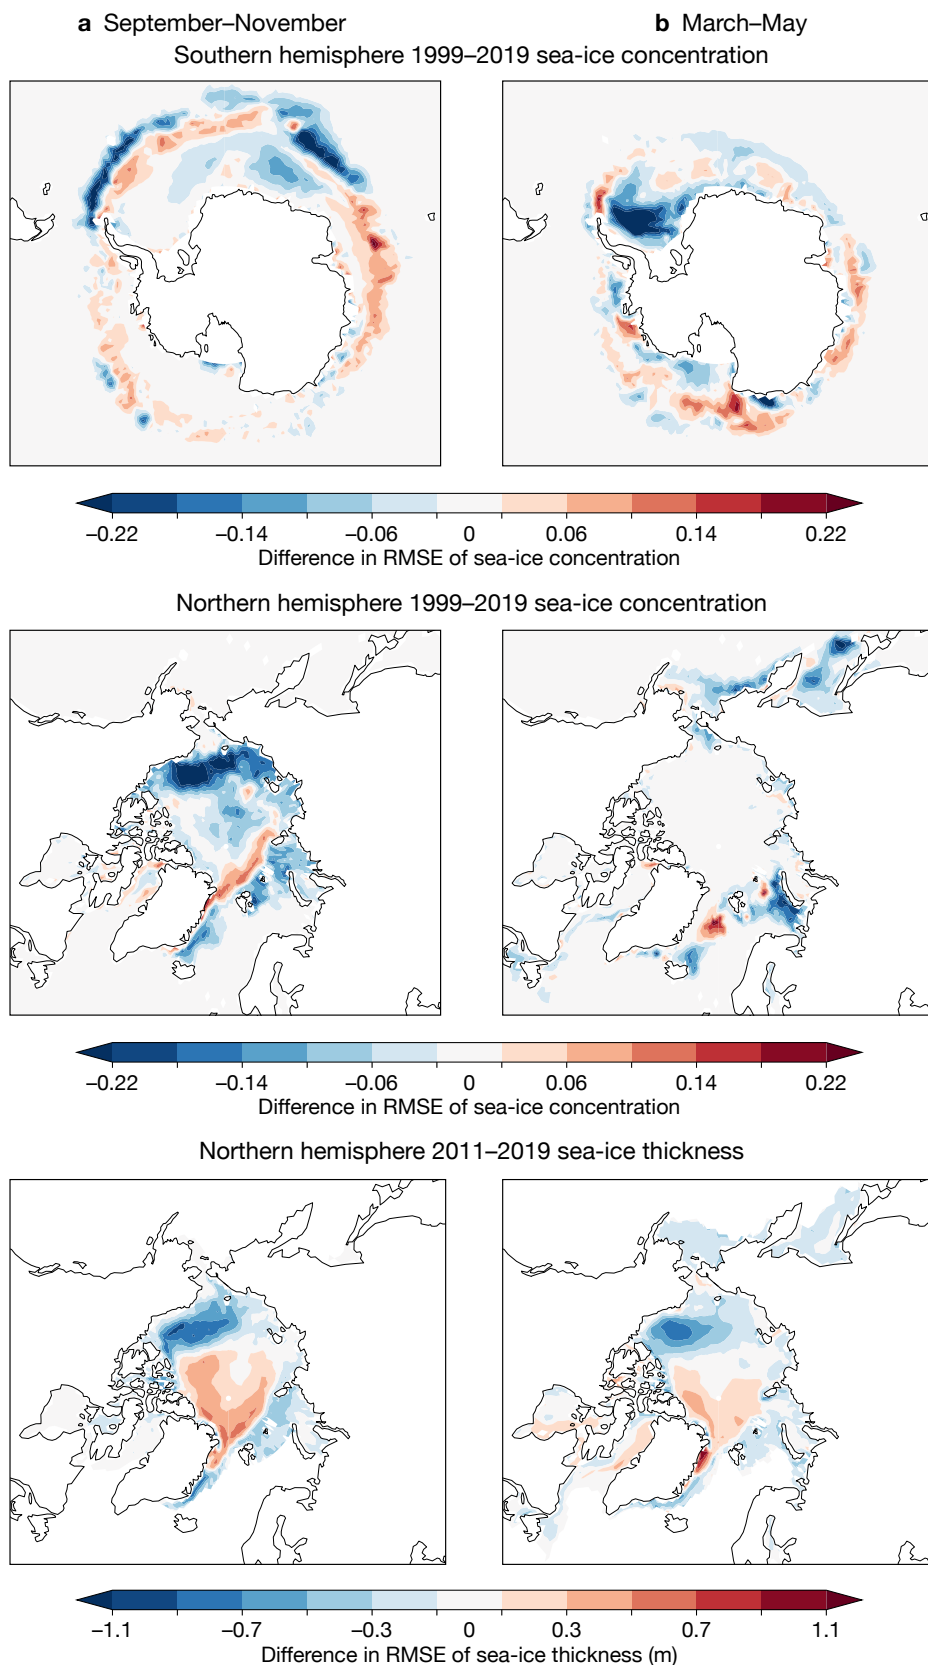 a September–November
b March–May
Southern hemisphere 1999–2019 sea-ice concentration
−0.22 −0.14 −0.06 0 0.06 0.14 0.22
Difference in RMSE of sea-ice concentration
Northern hemisphere 1999–2019 sea-ice concentration
−0.22 −0.14 −0.06 0 0.06 0.14 0.22
Difference in RMSE of sea-ice concentration
Northern hemisphere 2011–2019 sea-ice thickness
−1.1 −0.7 −0.3 0 0.3 0.7 1.1
Difference in RMSE of sea-ice thickness (m)